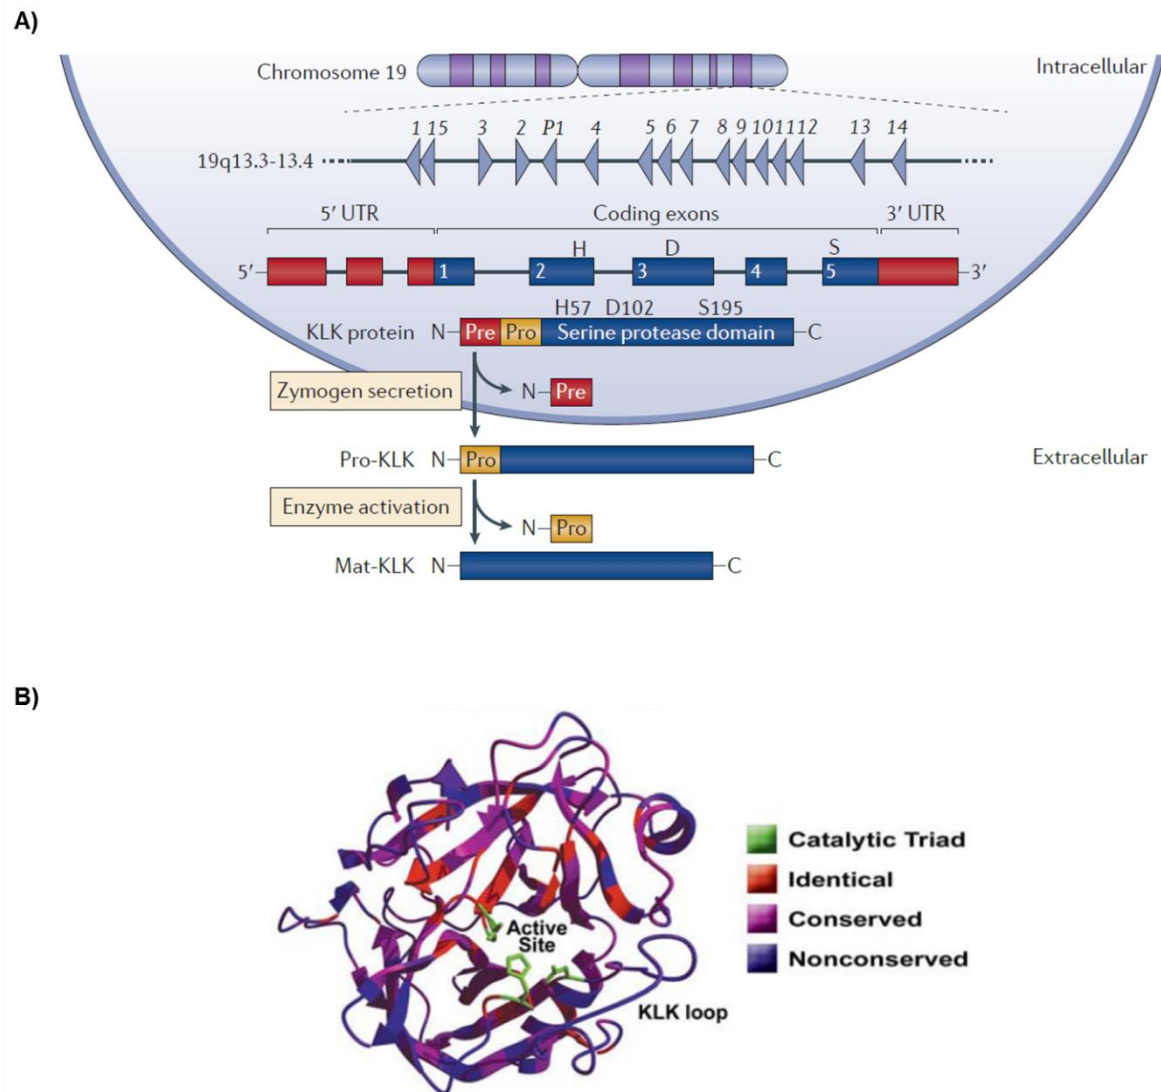 A)
Chromosome 19
Intracellular
1 15 3 2 P1 4 5 6 7 8 9 10 11 12 13 14
19q13.3-13.4
5′ UTR Coding exons 3′ UTR
H D S
5′ 1 2 3 4 5 3′
H57 D102 S195
KLK protein N Pre Pro Serine protease domain C
Zymogen secretion N Pre
Pro-KLK N Pro C Extracellular
Enzyme activation N Pro
Mat-KLK N C
B)
Active
Site
KLK loop
Catalytic Triad
Identical
Conserved
Nonconserved